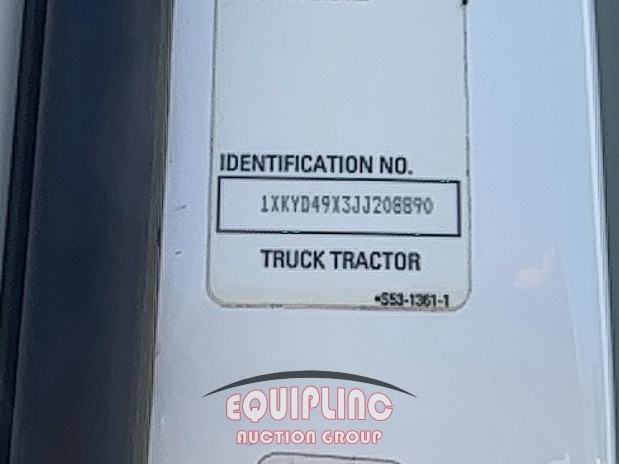 IDENTIFICATION NO.
1XKYD49X3JJ208890
TRUCK TRACTOR
•S53-1361-1
EQUIPLINC
AUCTION GROUP